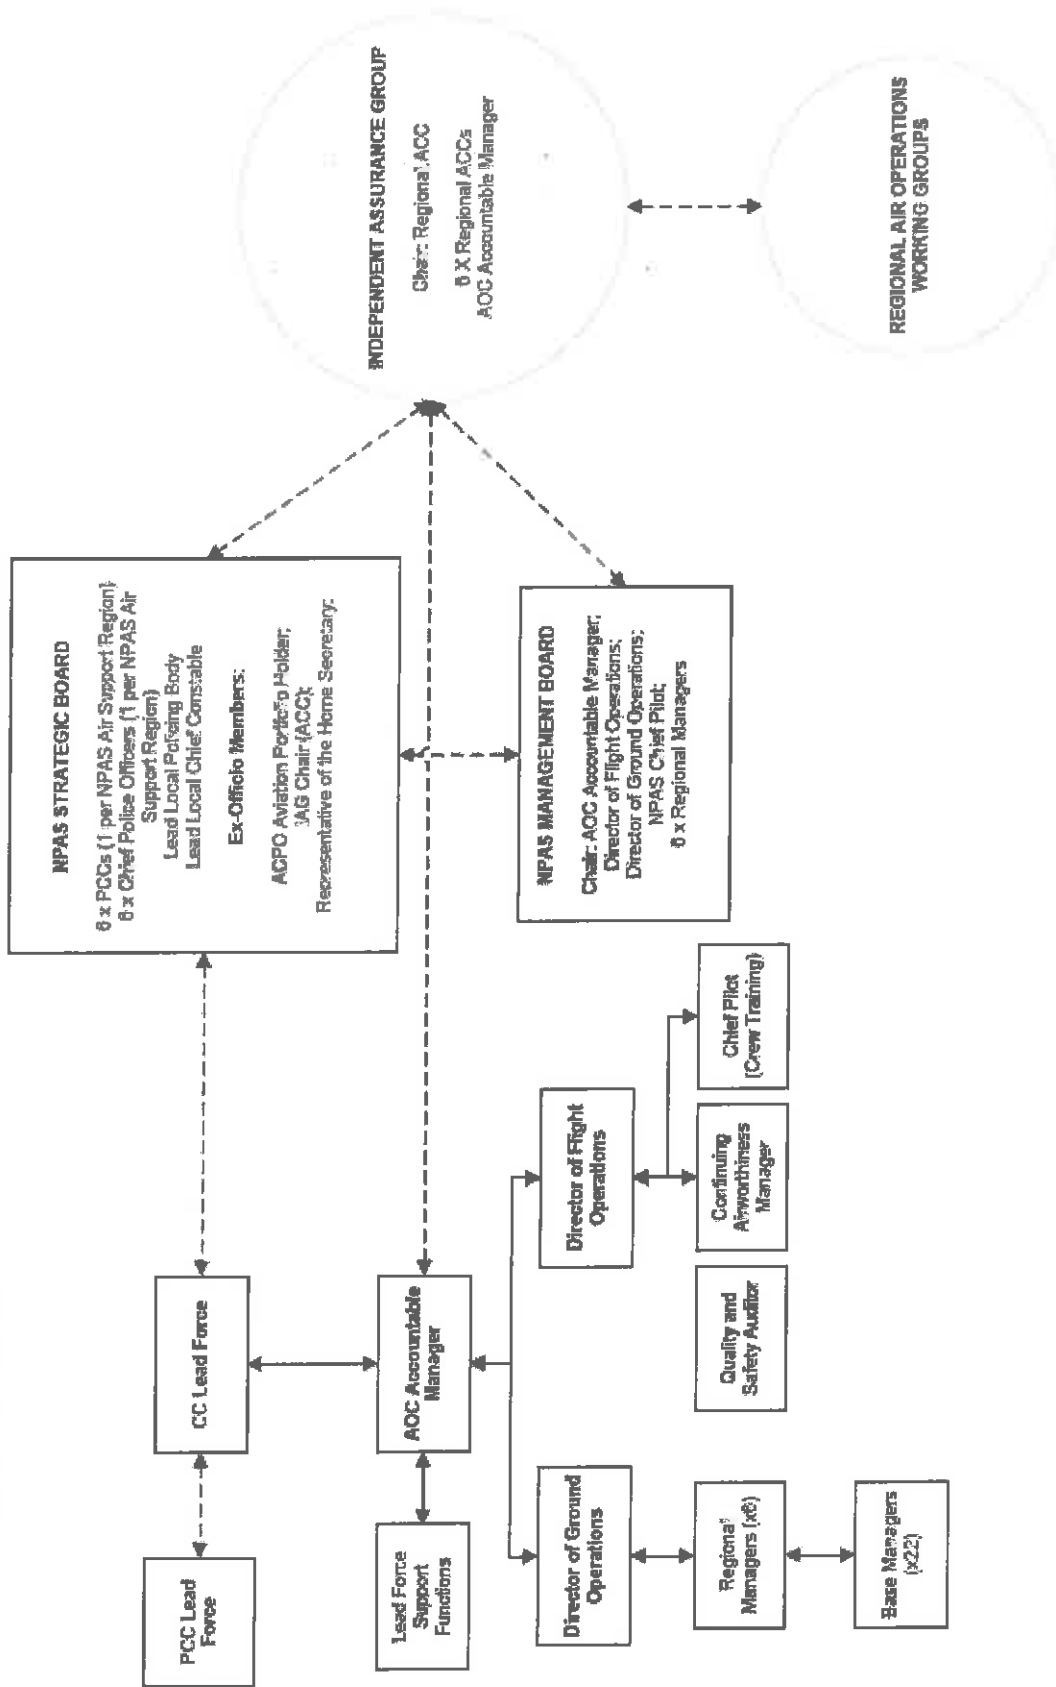 PCC Lead
Force
CC Lead Force
NPAS STRATEGIC BOARD
6 x PCCs (1 per NPAS Air Support Region)
6 x Chief Police Officers (1 per NPAS Air
Support Region)
Lead Local Policing Body
Lead Local Chief Constable
Ex-Officio Members:
ACPO Aviation Portfolio Holder;
IAG Chair (ACC);
Representative of the Home Secretary:
INDEPENDENT ASSURANCE GROUP
Chair: Regional ACC
6 X Regional ACCs
AOC Accountable Manager
Lead Force
Support
Functions
AOC Accountable
Manager
NPAS MANAGEMENT BOARD
Chair: AOC Accountable Manager;
Director of Flight Operations;
Director of Ground Operations;
NPAS Chief Pilot;
6 x Regional Managers
REGIONAL AIR OPERATIONS
WORKING GROUPS
Director of Ground
Operations
Director of Flight
Operations
Regional
Managers (x6)
Quality and
Safety Auditor
Continuing
Airworthiness
Manager
Chief Pilot
(Crew Training)
Base Managers
(x22)